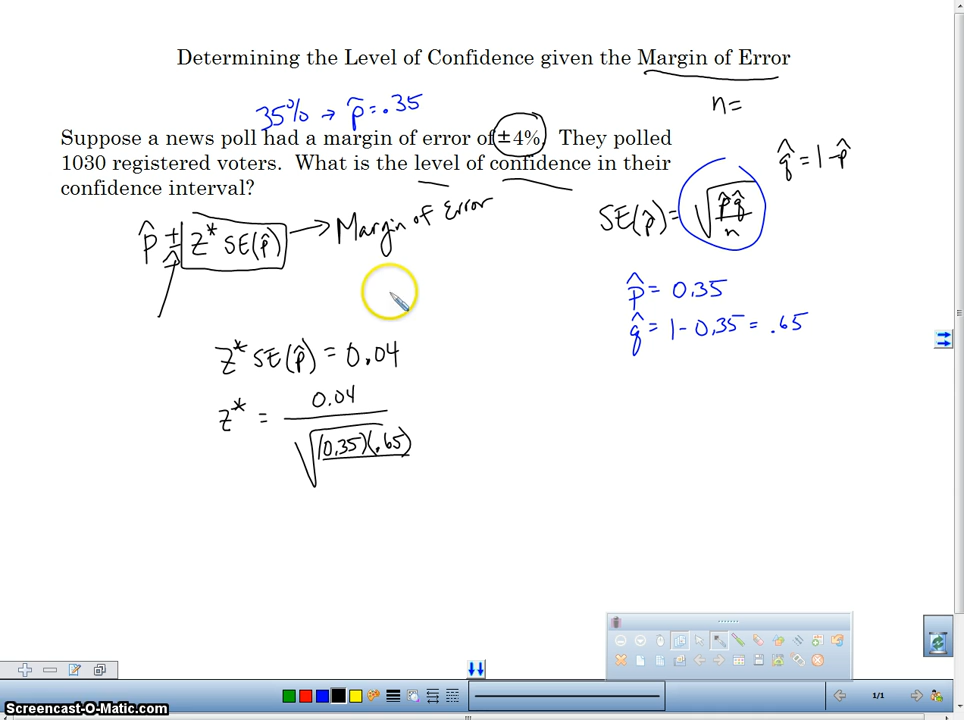 Determining the Level of Confidence given the Margin of Error
35% → p̂ = .35
n =
Suppose a news poll had a margin of error of ±4%. They polled
1030 registered voters. What is the level of confidence in their
confidence interval?
q̂ = 1 - p̂
SE(p̂) = √(p̂q̂/n)
p̂ ± z* SE(p̂) → Margin of Error
p̂ = 0.35
q̂ = 1 - 0.35 = .65
z* SE(p̂) = 0.04
z* = 0.04
√(0.35)(.65)
1/1
Screencast-O-Matic.com